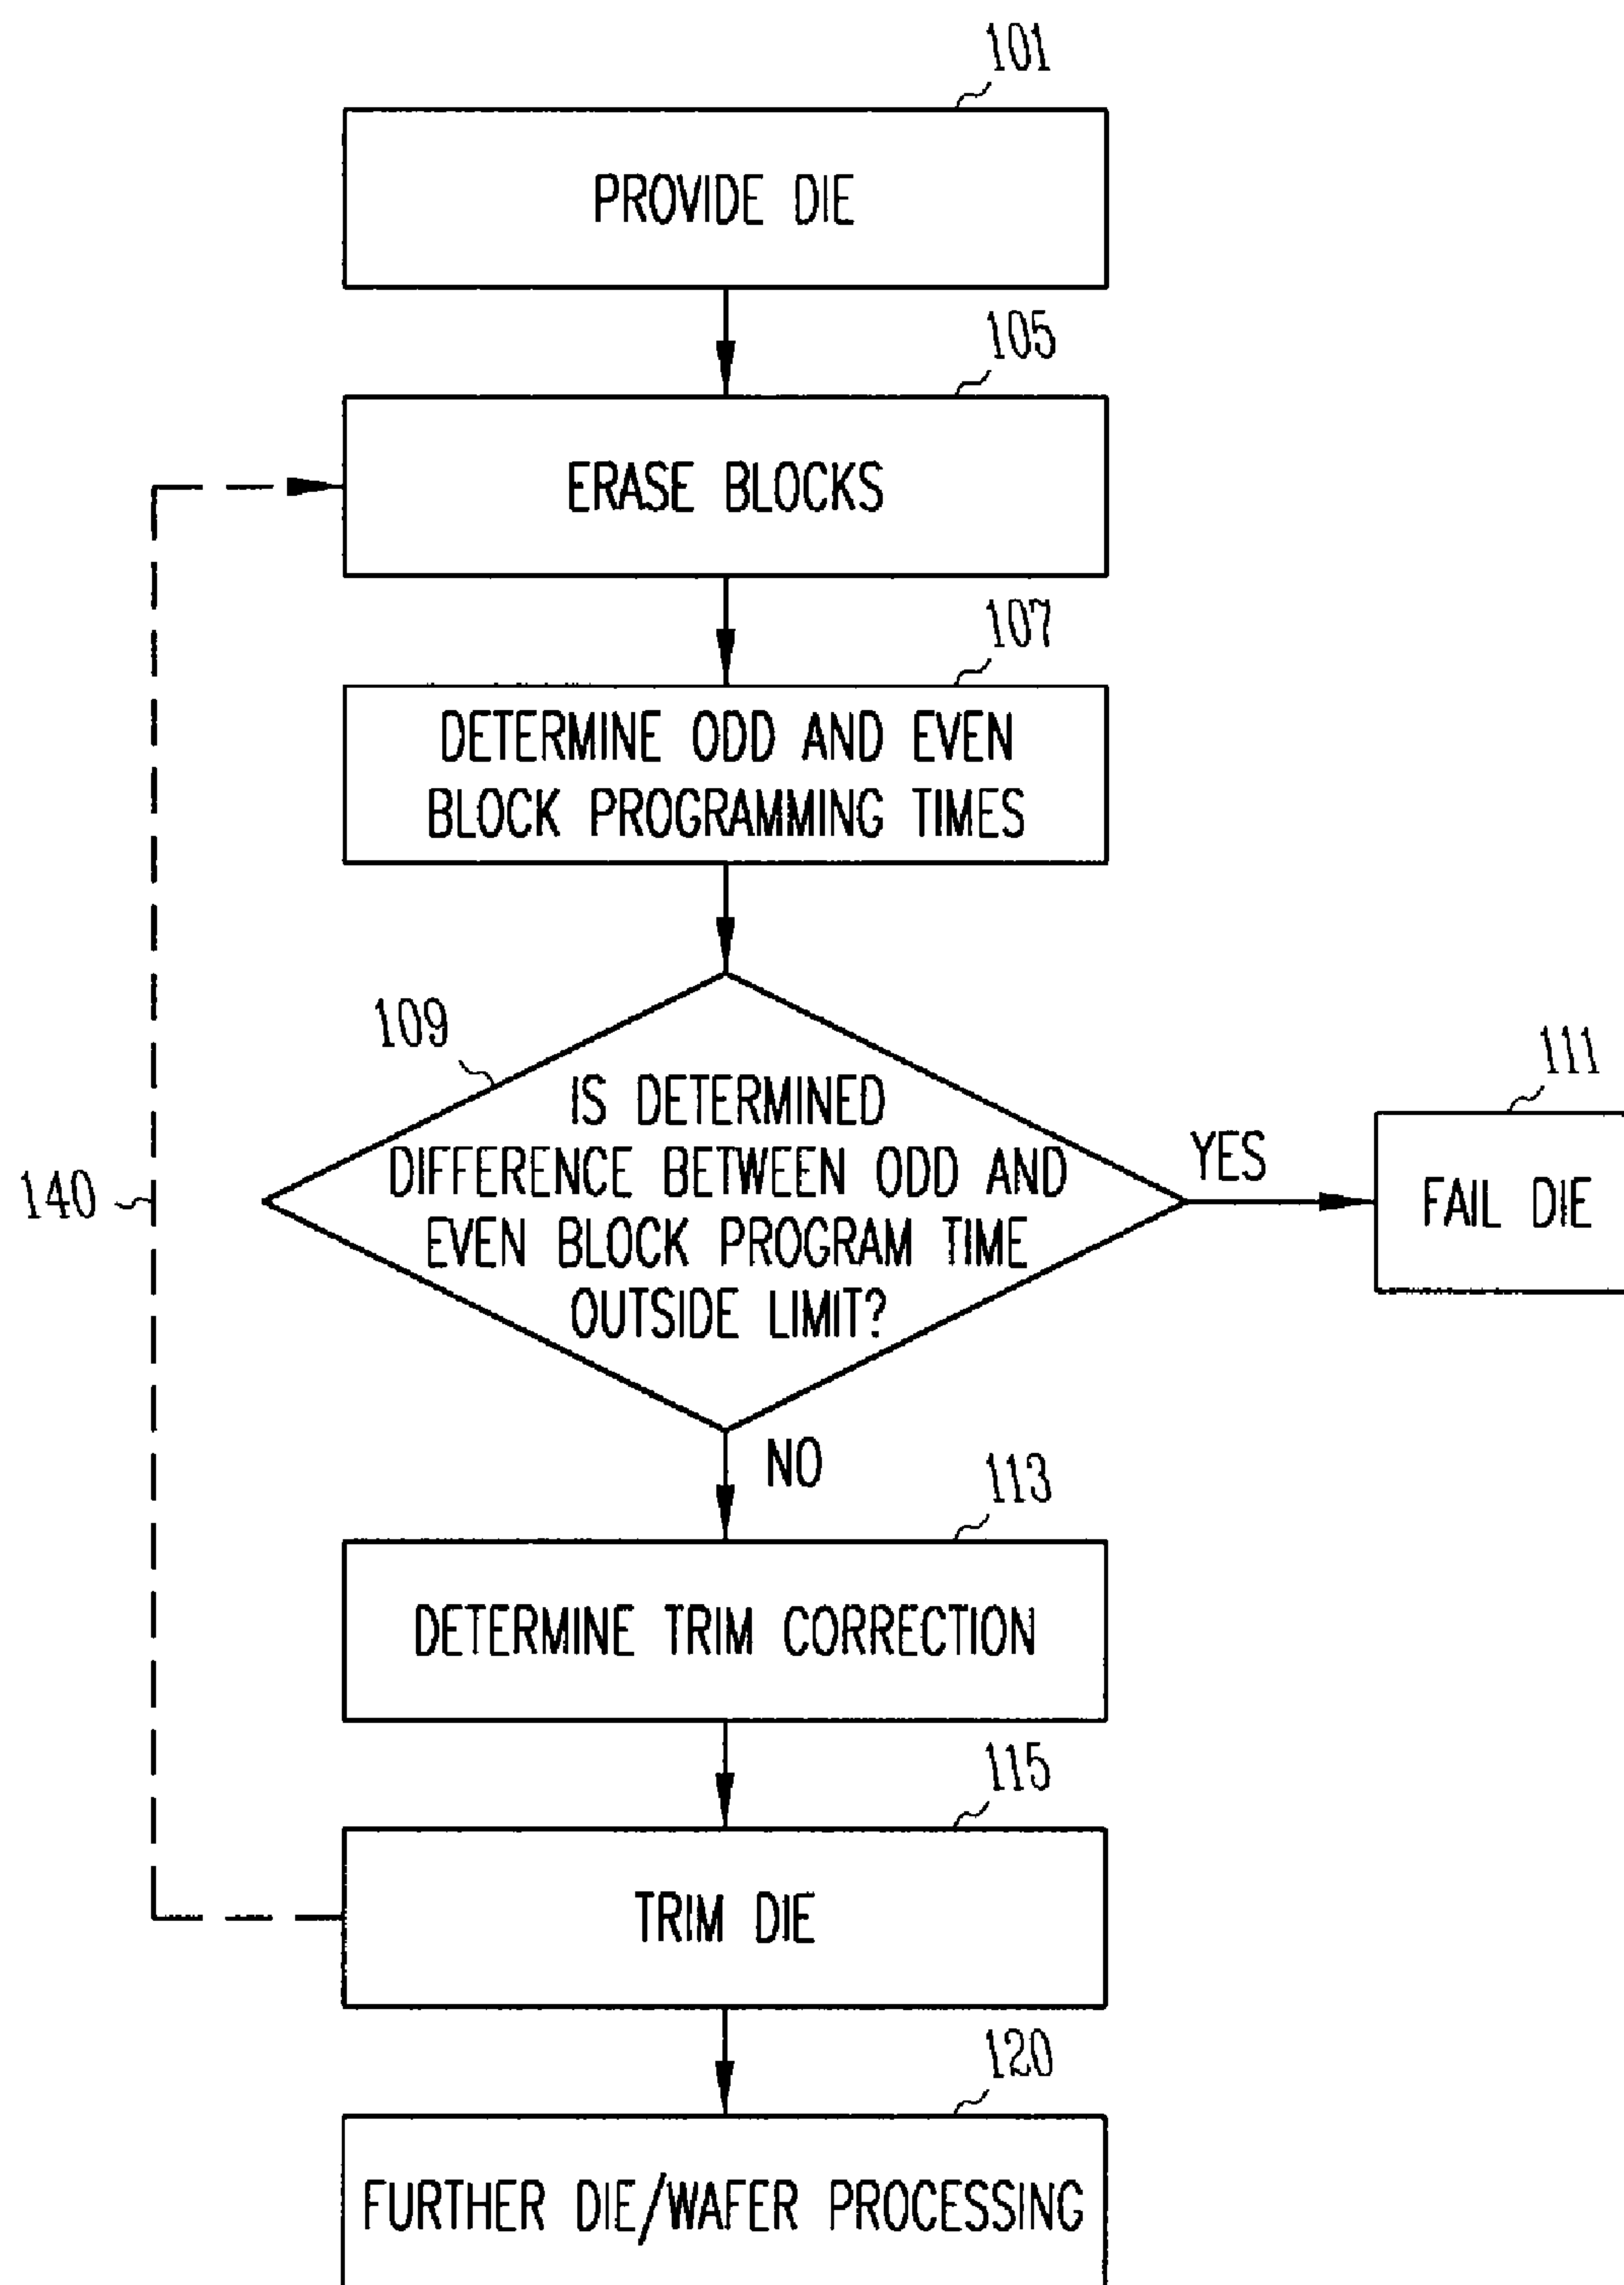 101
PROVIDE DIE
105
ERASE BLOCKS
107
DETERMINE ODD AND EVEN
BLOCK PROGRAMMING TIMES
109
IS DETERMINED
DIFFERENCE BETWEEN ODD AND
EVEN BLOCK PROGRAM TIME
OUTSIDE LIMIT?
YES
111
FAIL DIE
140
NO
113
DETERMINE TRIM CORRECTION
115
TRIM DIE
120
FURTHER DIE/WAFER PROCESSING